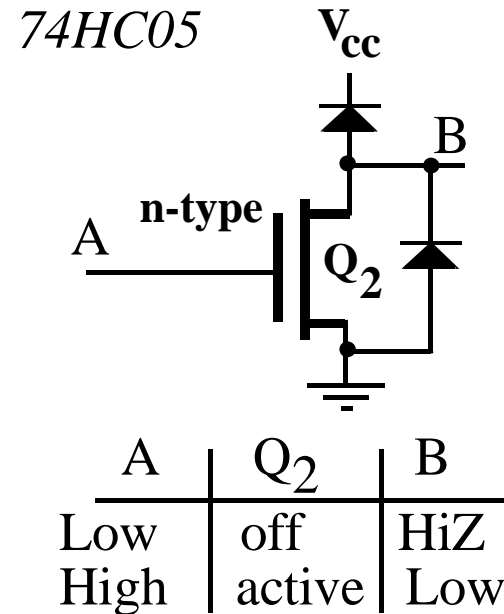 74HC05
Vcc
B
n-type
A
Q2
A Q2 B
Low off HiZ
High active Low